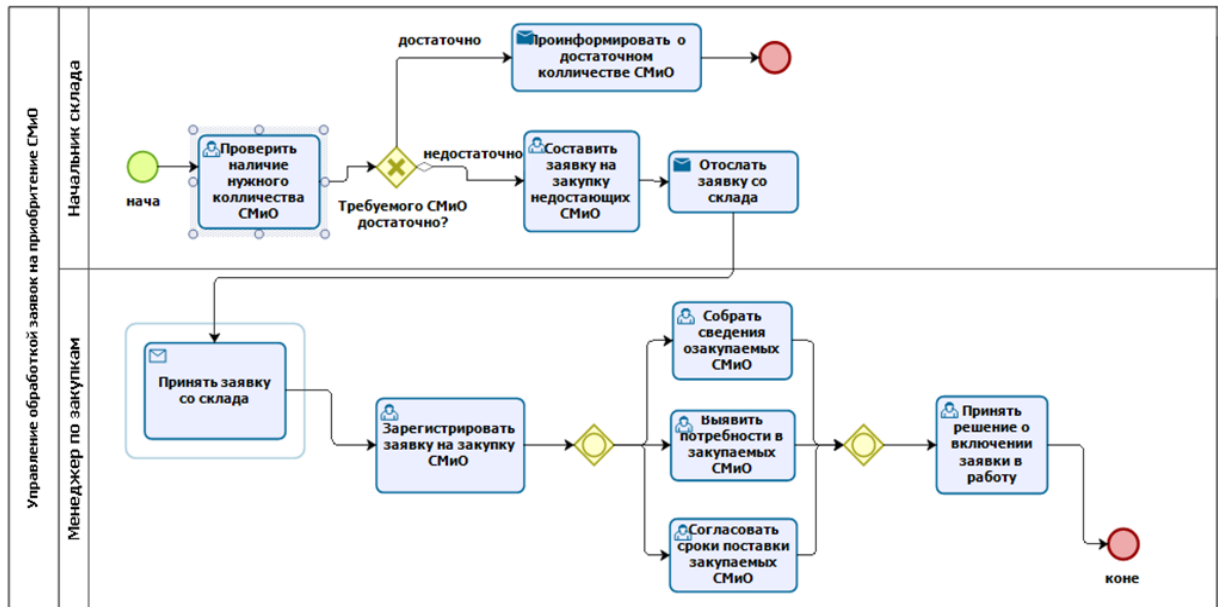 Управление обработкой заявок на приобритение СМиО
Начальник склада
достаточно
Проинформировать о
достаточном
колличестве СМиО
Проверить
наличие
нужного
колличества
СМиО
нача
недостаточно
Требуемого СМиО
достаточно?
Составить
заявку на
закупку
недостающих
СМиО
Отослать
заявку со
склада
Менеджер по закупкам
Принять заявку
со склада
Зарегистрировать
заявку на закупку
СМиО
Собрать
сведения
озакупаемых
СМиО
Выявить
потребности в
закупаемых
СМиО
Согласовать
сроки поставки
закупаемых
СМиО
Принять
решение о
включении
заявки в
работу
коне